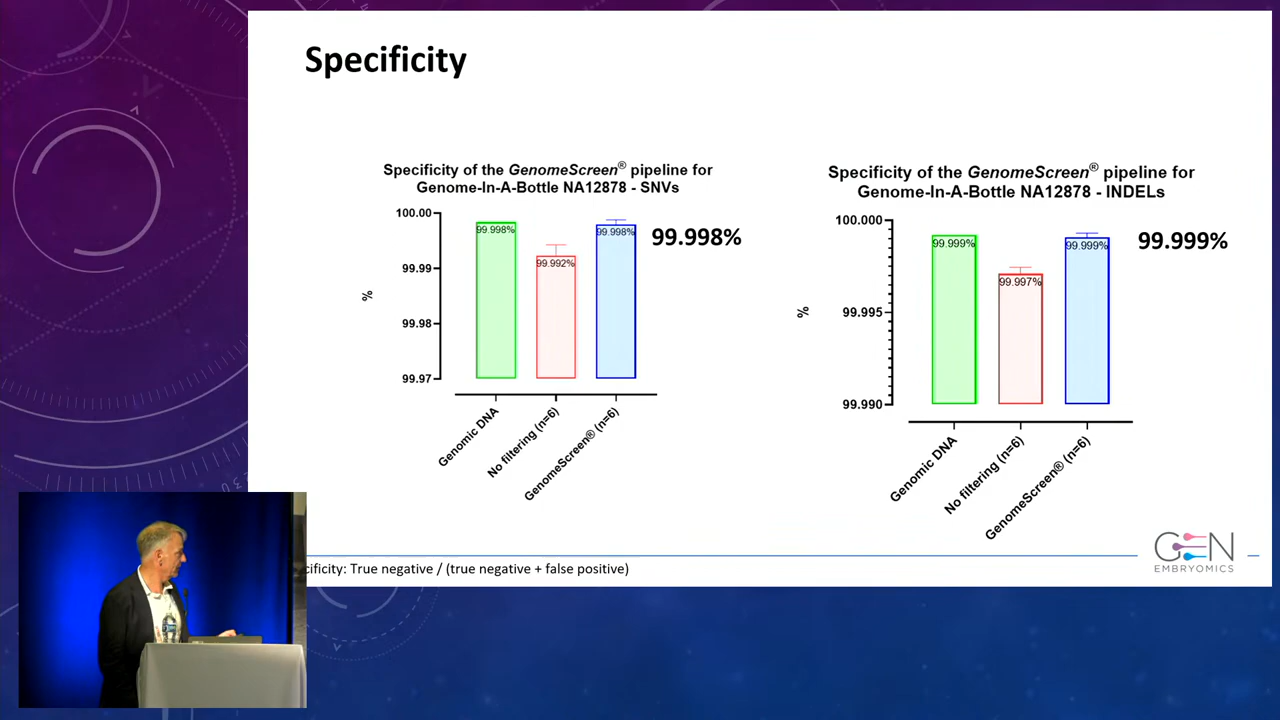 Specificity
Specificity of the GenomeScreen® pipeline for
Genome-In-A-Bottle NA12878 - SNVs
100.00
99.99
99.98
99.97
%
99.998%
99.992%
99.998%
99.998%
Genomic DNA
No filtering (n=6)
GenomeScreen® (n=6)
Specificity of the GenomeScreen® pipeline for
Genome-In-A-Bottle NA12878 - INDELs
100.000
99.995
99.990
%
99.999%
99.997%
99.999%
99.999%
Genomic DNA
No filtering (n=6)
GenomeScreen® (n=6)
cificity: True negative / (true negative + false positive)
GEN
EMBRYOMICS